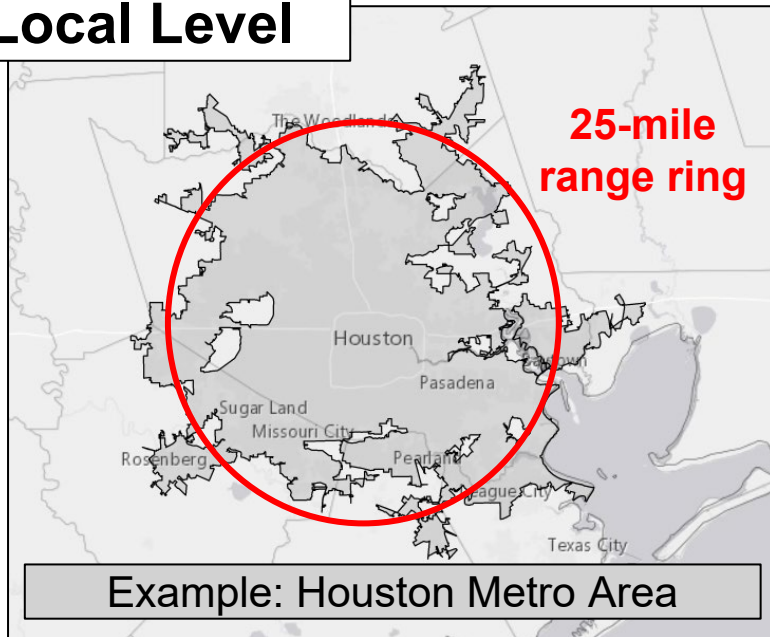 Local Level
The Woodlands
25-mile
range ring
Houston
Baytown
Pasadena
Sugar Land
Missouri City
Rosenberg
Pearland
League City
Texas City
Example: Houston Metro Area